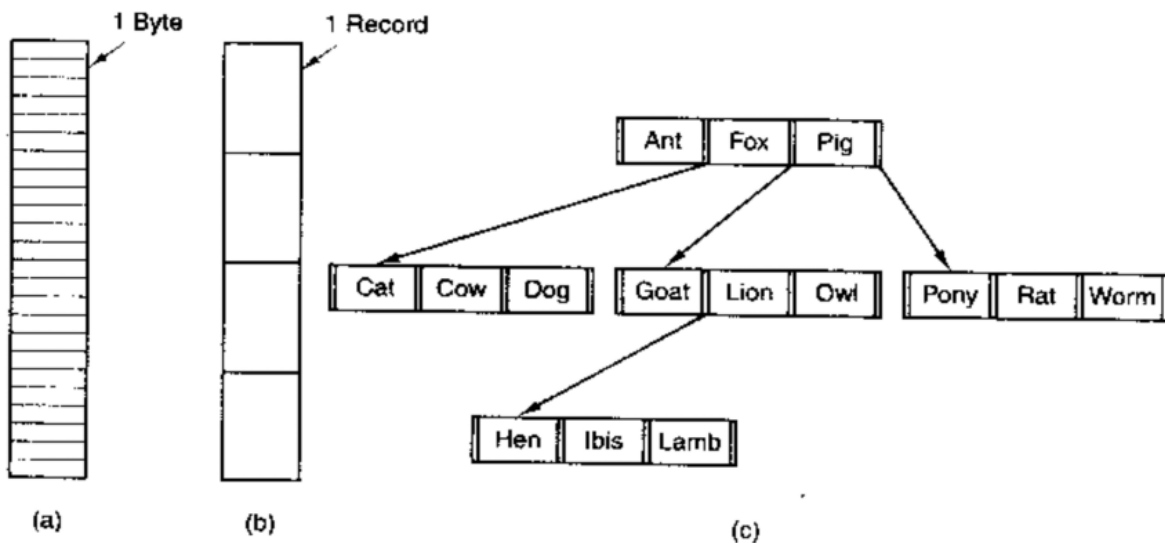 1 Byte
1 Record
Ant Fox Pig
Cat Cow Dog
Goat Lion Owl
Pony Rat Worm
Hen Ibis Lamb
(a)
(b)
(c)